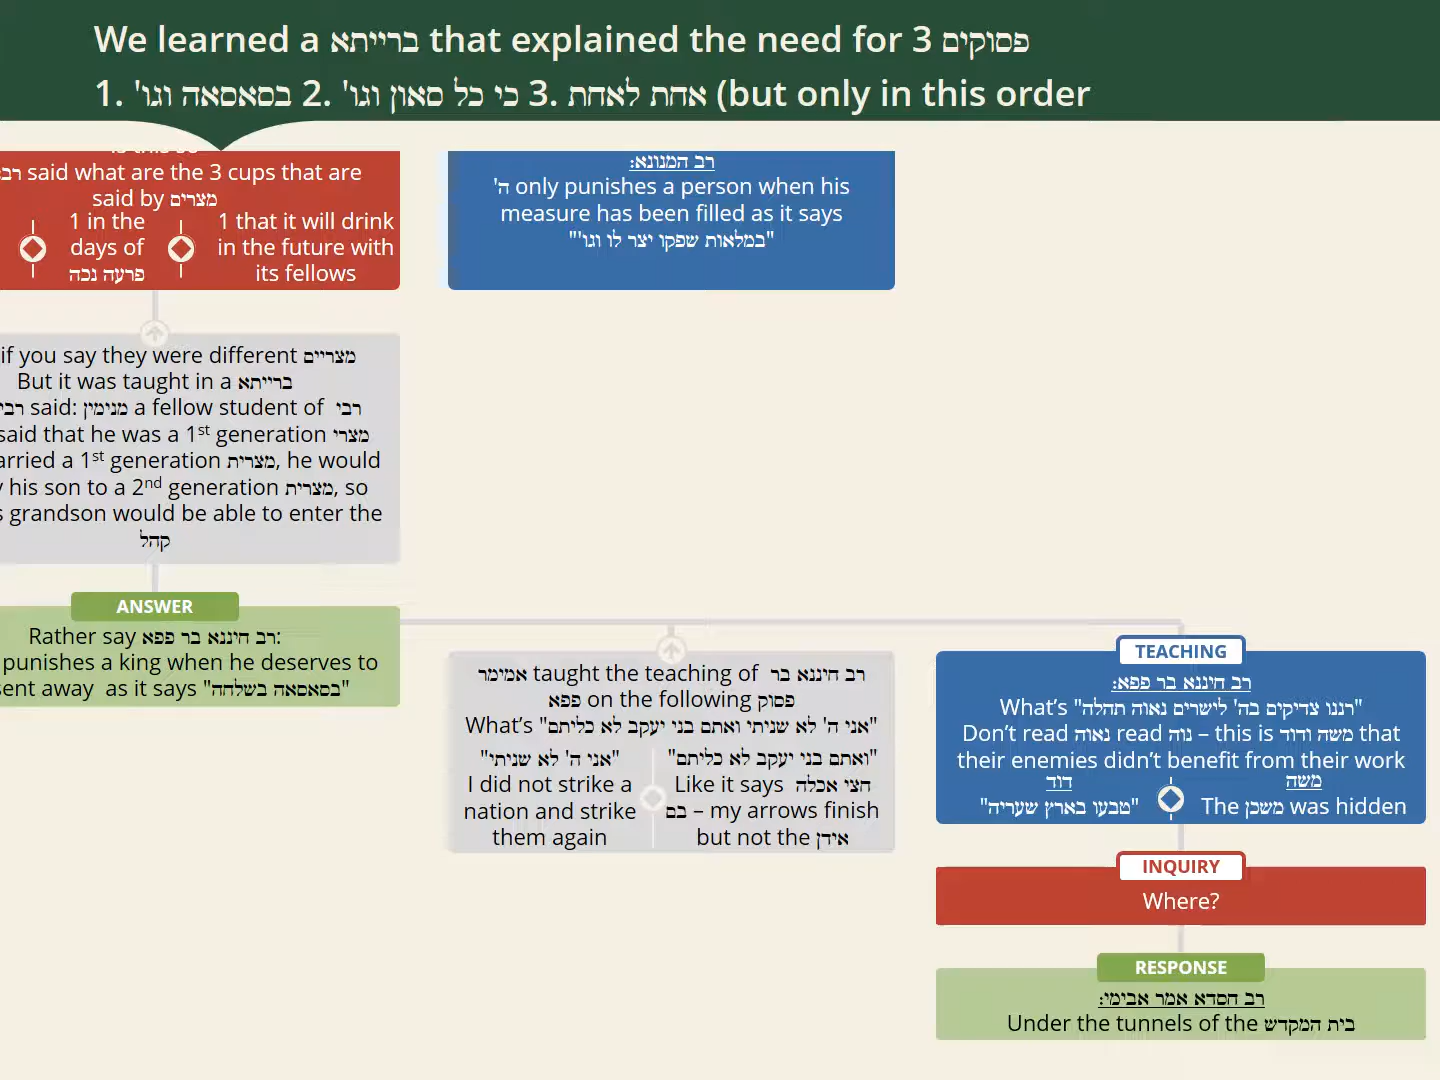 We learned a ברייתא that explained the need for 3 פסוקים
1. בסאסאה וגו' 2. כי כל סאון וגו' 3. אחת לאחת (but only in this order
said what are the 3 cups that are
said by מצרים
1 in the
days of
פרעה נכה
1 that it will drink
in the future with
its fellows
רב המנונא:
ה' only punishes a person when his
measure has been filled as it says
"במלאות שפקו יצר לו וגו'"
if you say they were different מצריים
But it was taught in a ברייתא
said: מנימין a fellow student of רבי
said that he was a 1st generation מצרי
a 1st generation מצרית, he would
his son to a 2nd generation מצרית, so
grandson would be able to enter the
קהל
ANSWER
Rather say רב חיננא בר פפא:
punishes a king when he deserves to
away as it says "בסאסאה בשלחה"
אמימר taught the teaching of רב חיננא בר
פפא on the following פסוק
What's "אני ה' לא שניתי ואתם בני יעקב לא כליתם"
"אני ה' לא שניתי"
I did not strike a
nation and strike
them again
"ואתם בני יעקב לא כליתם"
Like it says חצי אכלה
בם – my arrows finish
but not the אידן
TEACHING
רב חיננא בר פפא:
What's "רננו צדיקים בה' לישרים נאוה תהלה"
Don't read נאוה read נוה – this is משה ודוד that
their enemies didn't benefit from their work
דוד
"טבעו בארץ שעריה"
משה
The משכן was hidden
INQUIRY
Where?
RESPONSE
רב חסדא אמר אבימי:
Under the tunnels of the בית המקדש